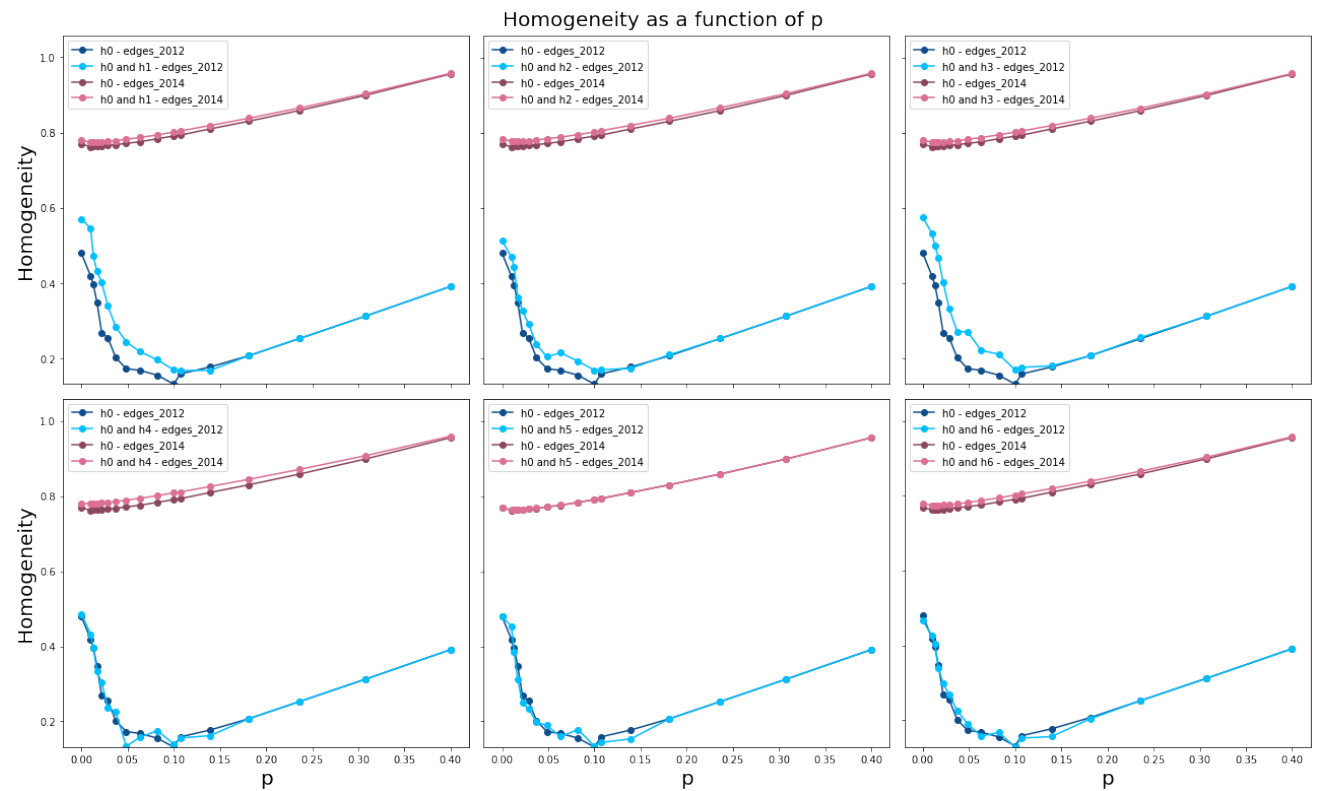 Homogeneity as a function of p
h0 - edges_2012
h0 and h1 - edges_2012
h0 - edges_2014
h0 and h1 - edges_2014
h0 - edges_2012
h0 and h2 - edges_2012
h0 - edges_2014
h0 and h2 - edges_2014
h0 - edges_2012
h0 and h3 - edges_2012
h0 - edges_2014
h0 and h3 - edges_2014
1.0
0.8
0.6
0.4
0.2
Homogeneity
h0 - edges_2012
h0 and h4 - edges_2012
h0 - edges_2014
h0 and h4 - edges_2014
h0 - edges_2012
h0 and h5 - edges_2012
h0 - edges_2014
h0 and h5 - edges_2014
h0 - edges_2012
h0 and h6 - edges_2012
h0 - edges_2014
h0 and h6 - edges_2014
1.0
0.8
0.6
0.4
0.2
Homogeneity
0.00 0.05 0.10 0.15 0.20 0.25 0.30 0.35 0.40
0.00 0.05 0.10 0.15 0.20 0.25 0.30 0.35 0.40
0.00 0.05 0.10 0.15 0.20 0.25 0.30 0.35 0.40
p
p
p